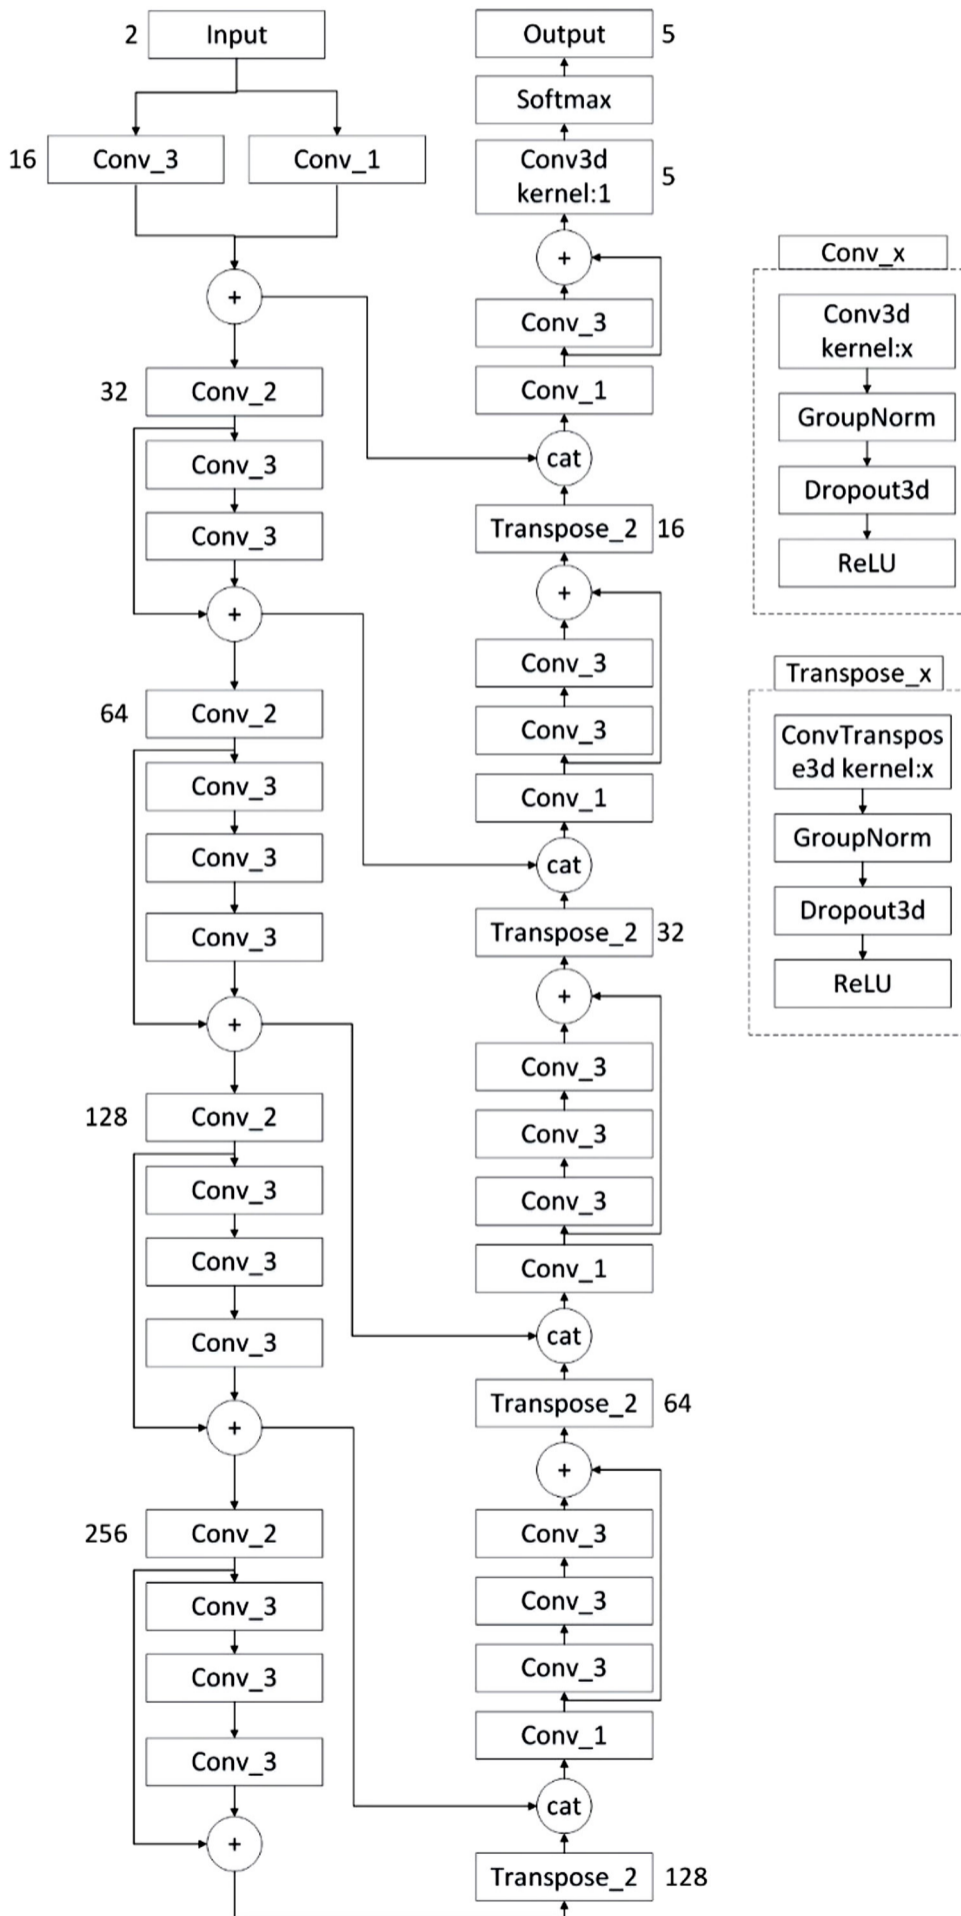 2
Input
16
Conv_3
Conv_1
+
32
Conv_2
Conv_3
Conv_3
+
64
Conv_2
Conv_3
Conv_3
Conv_3
+
128
Conv_2
Conv_3
Conv_3
Conv_3
+
256
Conv_2
Conv_3
Conv_3
Conv_3
+
Output
5
Softmax
Conv3d
kernel:1
5
+
Conv_3
Conv_1
cat
Transpose_2
16
+
Conv_3
Conv_3
Conv_1
cat
Transpose_2
32
+
Conv_3
Conv_3
Conv_3
Conv_1
cat
Transpose_2
64
+
Conv_3
Conv_3
Conv_3
Conv_1
cat
Transpose_2
128
Conv_x
Conv3d
kernel:x
GroupNorm
Dropout3d
ReLU
Transpose_x
ConvTranspos
e3d kernel:x
GroupNorm
Dropout3d
ReLU